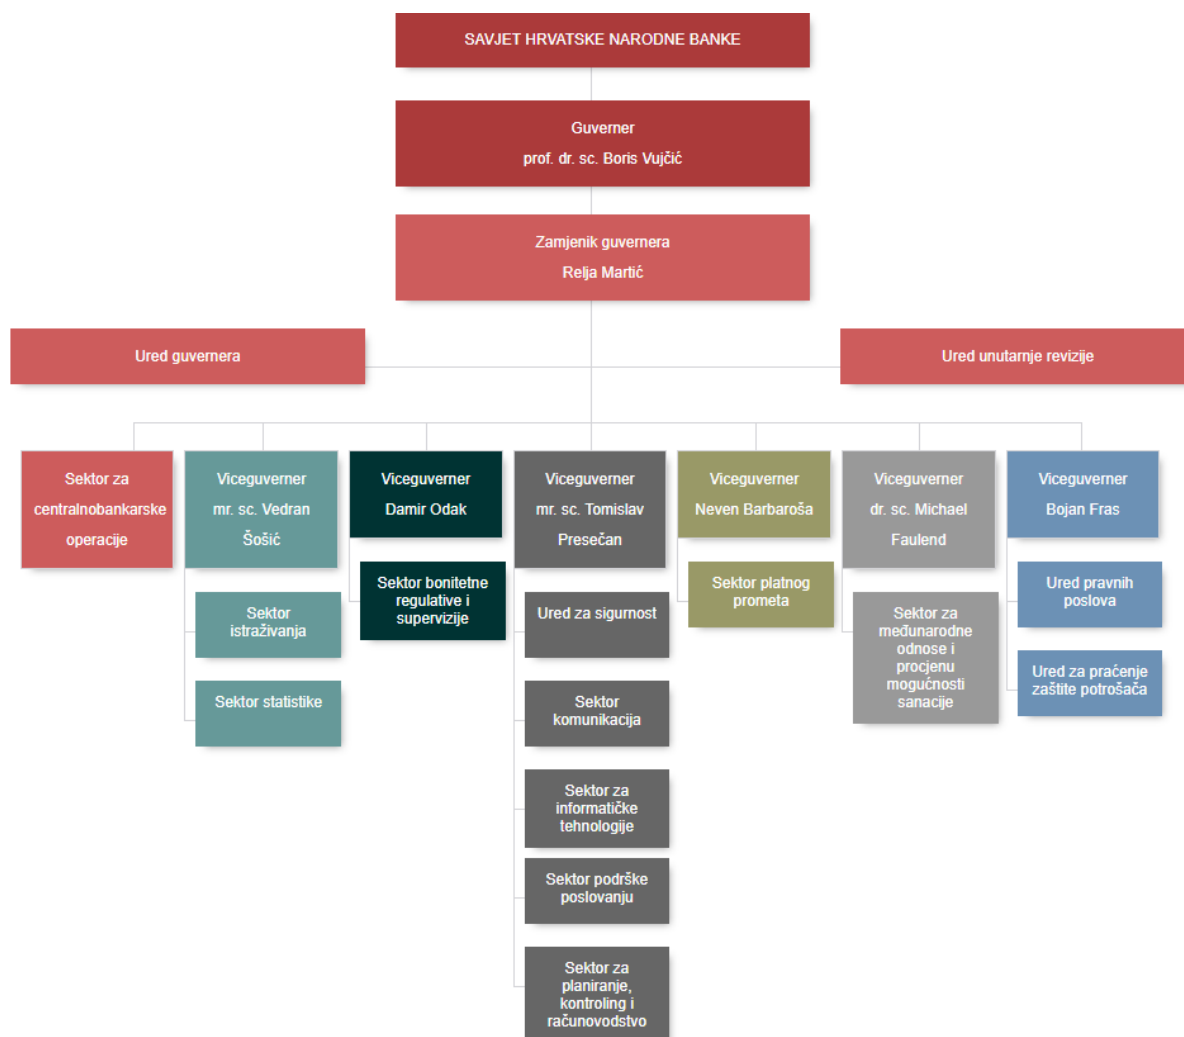 SAVJET HRVATSKE NARODNE BANKE
Guverner
prof. dr. sc. Boris Vujčić
Zamjenik guvernera
Relja Martić
Ured guvernera
Ured unutarnje revizije
Sektor za
centralnobankarske
operacije
Viceguverner
mr. sc. Vedran
Šošić
Sektor
istraživanja
Sektor statistike
Viceguverner
Damir Odak
Sektor bonitetne
regulative i
supervizije
Viceguverner
mr. sc. Tomislav
Presečan
Ured za sigurnost
Sektor
komunikacija
Sektor za
informatičke
tehnologije
Sektor podrške
poslovanju
Sektor za
planiranje,
kontroling i
računovodstvo
Viceguverner
Neven Barbaroša
Sektor platnog
prometa
Viceguverner
dr. sc. Michael
Faulend
Sektor za
međunarodne
odnose i
procjenu
mogućnosti
sanacije
Viceguverner
Bojan Fras
Ured pravnih
poslova
Ured za praćenje
zaštite potrošača